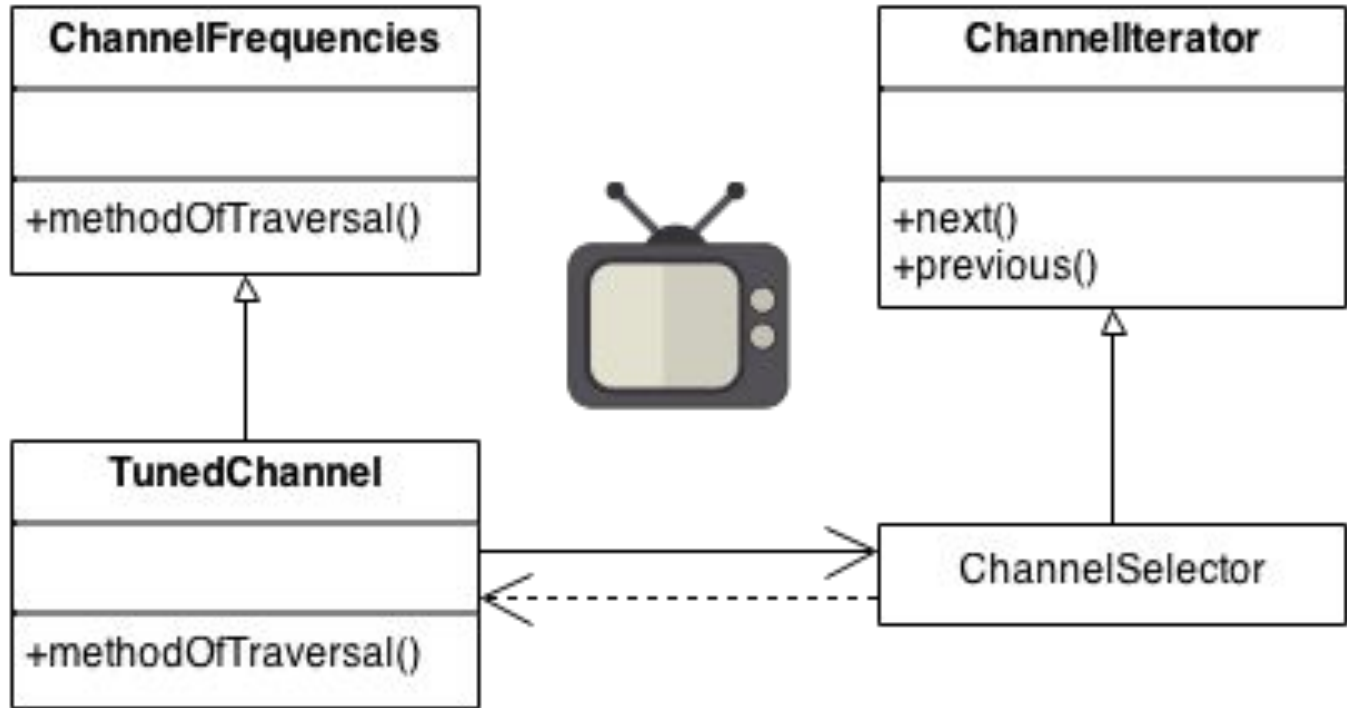 ChannelFrequencies
+methodOfTraversal()
ChannelIterator
+next()
+previous()
TunedChannel
+methodOfTraversal()
ChannelSelector